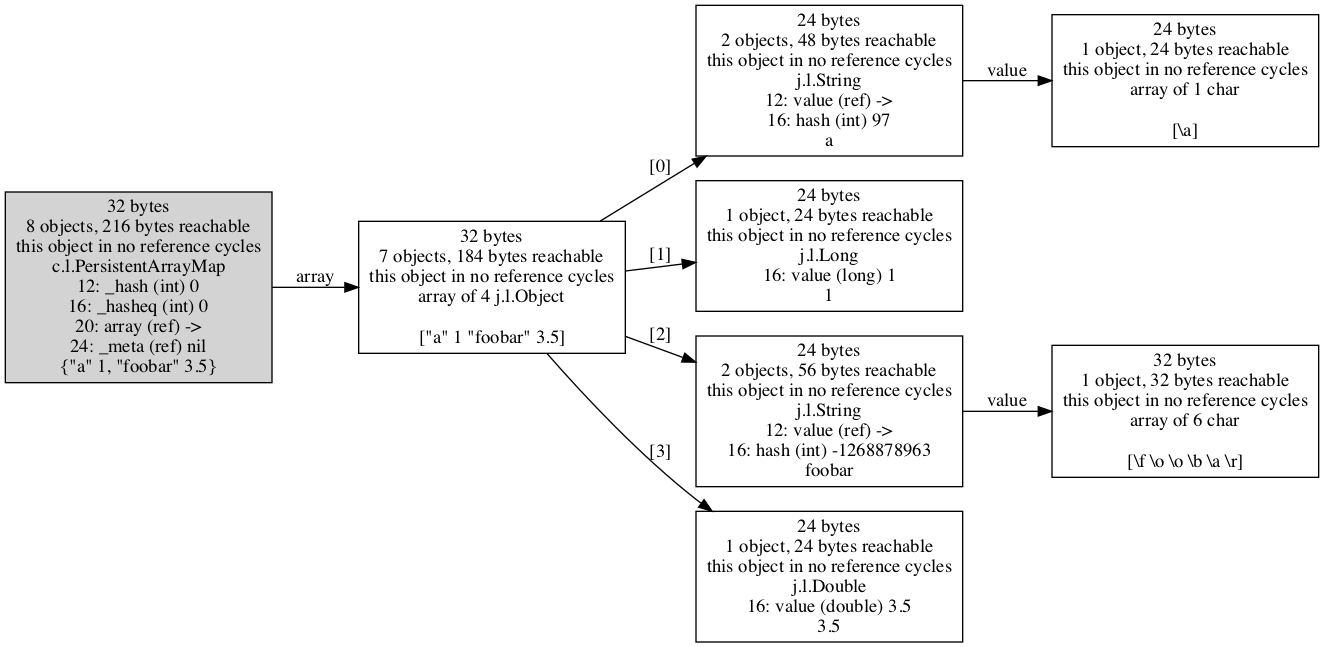 32 bytes
8 objects, 216 bytes reachable
this object in no reference cycles
c.l.PersistentArrayMap
12: _hash (int) 0
16: _hasheq (int) 0
20: array (ref) ->
24: _meta (ref) nil
{"a" 1, "foobar" 3.5}
array
32 bytes
7 objects, 184 bytes reachable
this object in no reference cycles
array of 4 j.l.Object
["a" 1 "foobar" 3.5]
[0]
24 bytes
2 objects, 48 bytes reachable
this object in no reference cycles
j.l.String
12: value (ref) ->
16: hash (int) 97
a
value
24 bytes
1 object, 24 bytes reachable
this object in no reference cycles
array of 1 char
[\a]
[1]
24 bytes
1 object, 24 bytes reachable
this object in no reference cycles
j.l.Long
16: value (long) 1
1
[2]
24 bytes
2 objects, 56 bytes reachable
this object in no reference cycles
j.l.String
12: value (ref) ->
16: hash (int) -1268878963
foobar
value
32 bytes
1 object, 32 bytes reachable
this object in no reference cycles
array of 6 char
[\f \o \o \b \a \r]
[3]
24 bytes
1 object, 24 bytes reachable
this object in no reference cycles
j.l.Double
16: value (double) 3.5
3.5